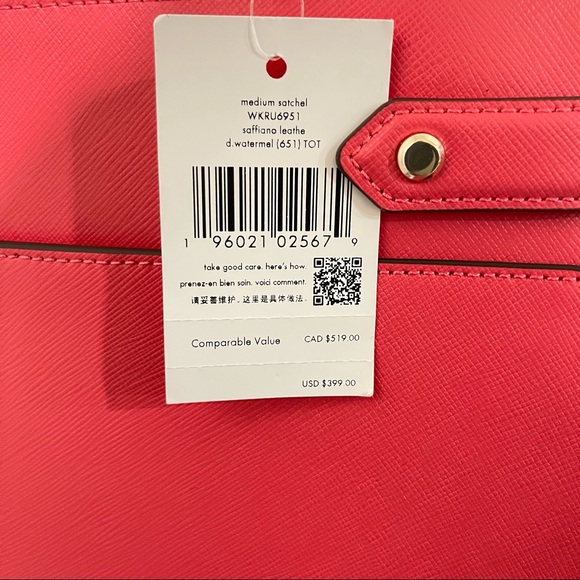 medium satchel
WKRU6951
saffiano leathe
d.watermel (651) TOT
1 96021 02567 9
take good care. here's how.
prenez-en bien soin. voici comment.
请妥善维护。这里是具体做法。
Comparable Value CAD $519.00
USD $399.00